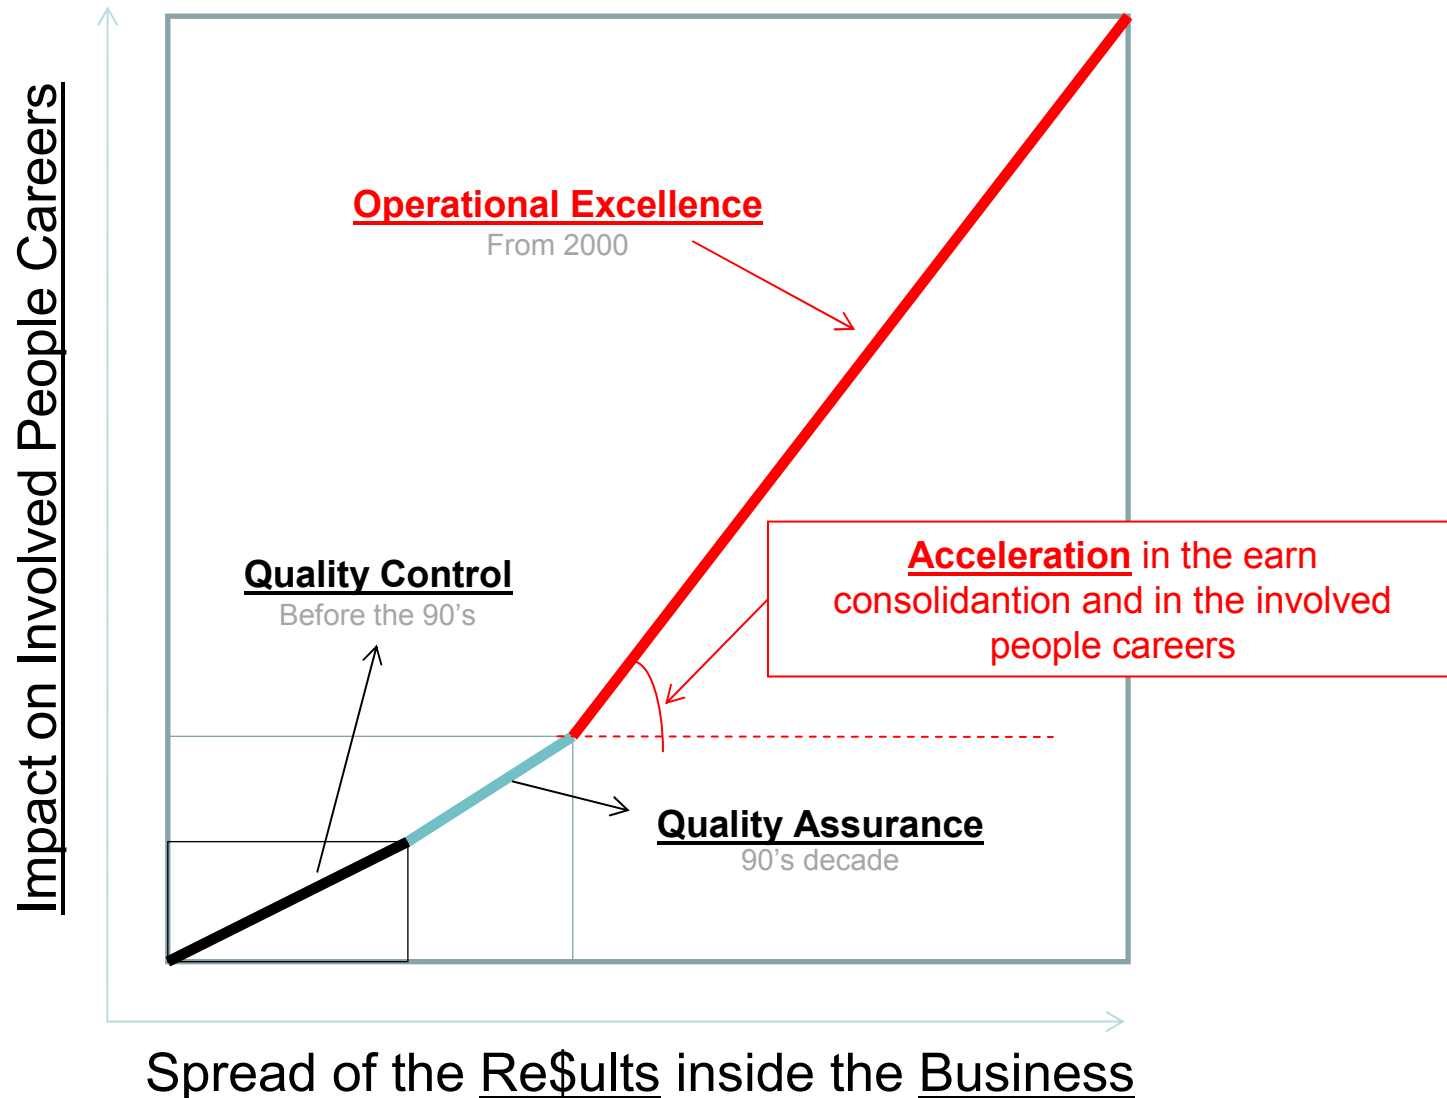 Impact on Involved People Careers
Operational Excellence
From 2000
Quality Control
Before the 90's
Acceleration in the earn
consolidantion and in the involved
people careers
Quality Assurance
90's decade
Spread of the Re$ults inside the Business